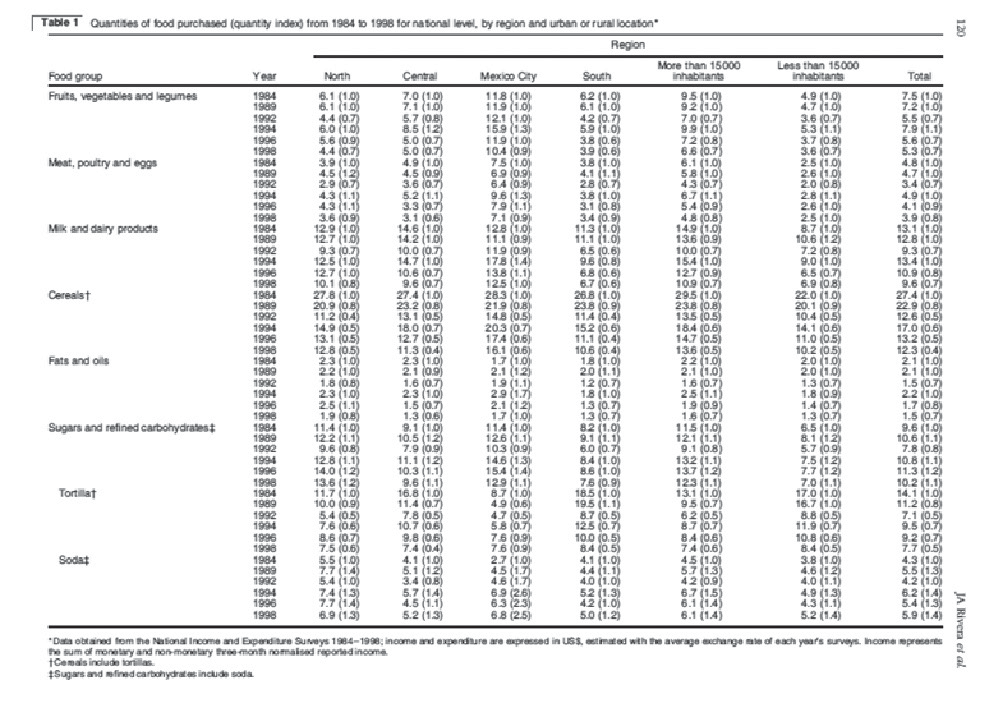 Table 1 Quantities of food purchased (quantity index) from 1984 to 1998 for national level, by region and urban or rural location*
120
Region
Food group Year North Central Mexico City South More than 15000 inhabitants Less than 15000 inhabitants Total
Fruits, vegetables and legumes 1984 6.1 (1.0) 7.0 (1.0) 11.8 (1.0) 6.2 (1.0) 9.5 (1.0) 4.9 (1.0) 7.5 (1.0)
1989 6.1 (1.0) 7.1 (1.0) 11.9 (1.0) 6.1 (1.0) 9.2 (1.0) 4.7 (1.0) 7.2 (1.0)
1992 4.4 (0.7) 5.7 (0.8) 12.1 (1.0) 4.2 (0.7) 7.0 (0.7) 3.6 (0.7) 5.5 (0.7)
1994 6.0 (1.0) 8.5 (1.2) 15.9 (1.3) 5.9 (1.0) 9.9 (1.0) 5.3 (1.1) 7.9 (1.1)
1996 5.6 (0.9) 5.0 (0.7) 11.9 (1.0) 3.8 (0.6) 7.2 (0.8) 3.7 (0.8) 5.6 (0.7)
1998 4.4 (0.7) 5.0 (0.7) 10.4 (0.9) 3.9 (0.6) 6.6 (0.7) 3.6 (0.7) 5.3 (0.7)
Meat, poultry and eggs 1984 3.9 (1.0) 4.9 (1.0) 7.5 (1.0) 3.8 (1.0) 6.1 (1.0) 2.5 (1.0) 4.8 (1.0)
1989 4.5 (1.2) 4.5 (0.9) 6.9 (0.9) 4.1 (1.1) 5.8 (1.0) 2.6 (1.0) 4.7 (1.0)
1992 2.9 (0.7) 3.6 (0.7) 6.4 (0.9) 2.8 (0.7) 4.3 (0.7) 2.0 (0.8) 3.4 (0.7)
1994 4.3 (1.1) 5.2 (1.1) 9.6 (1.3) 3.8 (1.0) 6.7 (1.1) 2.8 (1.1) 4.9 (1.0)
1996 4.3 (1.1) 3.3 (0.7) 7.9 (1.1) 3.1 (0.8) 5.4 (0.9) 2.6 (1.0) 4.1 (0.9)
1998 3.6 (0.9) 3.1 (0.6) 7.1 (0.9) 3.4 (0.9) 4.8 (0.8) 2.5 (1.0) 3.9 (0.8)
Milk and dairy products 1984 12.9 (1.0) 14.6 (1.0) 12.8 (1.0) 11.3 (1.0) 14.9 (1.0) 8.7 (1.0) 13.1 (1.0)
1989 12.7 (1.0) 14.2 (1.0) 11.1 (0.9) 11.1 (1.0) 13.6 (0.9) 10.6 (1.2) 12.8 (1.0)
1992 9.3 (0.7) 10.0 (0.7) 11.9 (0.9) 6.5 (0.6) 10.0 (0.7) 7.2 (0.8) 9.3 (0.7)
1994 12.5 (1.0) 14.7 (1.0) 17.8 (1.4) 9.6 (0.8) 15.4 (1.0) 9.0 (1.0) 13.4 (1.0)
1996 12.7 (1.0) 10.6 (0.7) 13.8 (1.1) 6.8 (0.6) 12.7 (0.9) 6.5 (0.7) 10.9 (0.8)
1998 10.1 (0.8) 9.6 (0.7) 12.5 (1.0) 6.7 (0.6) 10.9 (0.7) 6.9 (0.8) 9.6 (0.7)
Cereals† 1984 27.8 (1.0) 27.4 (1.0) 28.3 (1.0) 26.8 (1.0) 29.5 (1.0) 22.0 (1.0) 27.4 (1.0)
1989 20.9 (0.8) 23.2 (0.8) 21.9 (0.8) 23.8 (0.9) 23.8 (0.8) 20.1 (0.9) 22.9 (0.8)
1992 11.2 (0.4) 13.1 (0.5) 14.8 (0.5) 11.4 (0.4) 13.5 (0.5) 10.4 (0.5) 12.6 (0.5)
1994 14.9 (0.5) 18.0 (0.7) 20.3 (0.7) 15.2 (0.6) 18.4 (0.6) 14.1 (0.6) 17.0 (0.6)
1996 13.1 (0.5) 12.7 (0.5) 17.4 (0.6) 11.1 (0.4) 14.7 (0.5) 11.0 (0.5) 13.2 (0.5)
1998 12.8 (0.5) 11.3 (0.4) 16.1 (0.6) 10.6 (0.4) 13.6 (0.5) 10.2 (0.5) 12.3 (0.4)
Fats and oils 1984 2.3 (1.0) 2.3 (1.0) 1.7 (1.0) 1.8 (1.0) 2.2 (1.0) 2.0 (1.0) 2.1 (1.0)
1989 2.2 (1.0) 2.1 (0.9) 2.1 (1.2) 2.0 (1.1) 2.1 (1.0) 2.0 (1.0) 2.1 (1.0)
1992 1.8 (0.8) 1.6 (0.7) 1.9 (1.1) 1.2 (0.7) 1.6 (0.7) 1.3 (0.7) 1.5 (0.7)
1994 2.3 (1.0) 2.3 (1.0) 2.9 (1.7) 1.8 (1.0) 2.5 (1.1) 1.8 (0.9) 2.2 (1.0)
1996 2.5 (1.1) 1.5 (0.7) 2.1 (1.2) 1.3 (0.7) 1.9 (0.9) 1.4 (0.7) 1.7 (0.8)
1998 1.9 (0.8) 1.3 (0.6) 1.7 (1.0) 1.3 (0.7) 1.6 (0.7) 1.3 (0.7) 1.5 (0.7)
Sugars and refined carbohydrates‡ 1984 11.4 (1.0) 9.1 (1.0) 11.4 (1.0) 8.2 (1.0) 11.5 (1.0) 6.5 (1.0) 9.6 (1.0)
1989 12.2 (1.1) 10.5 (1.2) 12.6 (1.1) 9.1 (1.1) 12.1 (1.1) 8.1 (1.2) 10.6 (1.1)
1992 9.6 (0.8) 7.9 (0.9) 10.3 (0.9) 6.0 (0.7) 9.1 (0.8) 5.7 (0.9) 7.8 (0.8)
1994 12.8 (1.1) 11.1 (1.2) 14.6 (1.3) 8.4 (1.0) 13.2 (1.1) 7.5 (1.2) 10.8 (1.1)
1996 14.0 (1.2) 10.3 (1.1) 15.4 (1.4) 8.6 (1.0) 13.7 (1.2) 7.7 (1.2) 11.3 (1.2)
1998 13.6 (1.2) 9.6 (1.1) 12.9 (1.1) 7.6 (0.9) 12.3 (1.1) 7.0 (1.1) 10.2 (1.1)
Tortilla† 1984 11.7 (1.0) 16.8 (1.0) 8.7 (1.0) 18.5 (1.0) 13.1 (1.0) 17.0 (1.0) 14.1 (1.0)
1989 10.0 (0.9) 11.4 (0.7) 4.9 (0.6) 19.5 (1.1) 9.5 (0.7) 16.7 (1.0) 11.2 (0.8)
1992 5.4 (0.5) 7.8 (0.5) 4.7 (0.5) 8.7 (0.5) 6.2 (0.5) 8.8 (0.5) 7.1 (0.5)
1994 7.6 (0.6) 10.7 (0.6) 5.8 (0.7) 12.5 (0.7) 8.7 (0.7) 11.9 (0.7) 9.5 (0.7)
1996 8.6 (0.7) 9.8 (0.6) 7.6 (0.9) 10.0 (0.5) 8.4 (0.6) 10.8 (0.6) 9.2 (0.7)
1998 7.5 (0.6) 7.4 (0.4) 7.6 (0.9) 8.4 (0.5) 7.4 (0.6) 8.4 (0.5) 7.7 (0.5)
Soda‡ 1984 5.5 (1.0) 4.1 (1.0) 2.7 (1.0) 4.1 (1.0) 4.5 (1.0) 3.8 (1.0) 4.3 (1.0)
1989 7.7 (1.4) 5.1 (1.2) 4.5 (1.7) 4.4 (1.1) 5.7 (1.3) 4.6 (1.2) 5.5 (1.3)
1992 5.4 (1.0) 3.4 (0.8) 4.6 (1.7) 4.0 (1.0) 4.2 (0.9) 4.0 (1.1) 4.2 (1.0)
1994 7.4 (1.3) 5.7 (1.4) 6.9 (2.6) 5.2 (1.3) 6.7 (1.5) 4.9 (1.3) 6.2 (1.4)
1996 7.7 (1.4) 4.5 (1.1) 6.3 (2.3) 4.2 (1.0) 6.1 (1.4) 4.3 (1.1) 5.4 (1.3)
1998 6.9 (1.3) 5.2 (1.3) 6.8 (2.5) 5.0 (1.2) 6.1 (1.4) 5.2 (1.4) 5.9 (1.4)
*Data obtained from the National Income and Expenditure Surveys 1984–1998; income and expenditure are expressed in US$, estimated with the average exchange rate of each year's surveys. Income represents
the sum of monetary and non-monetary three-month normalised reported income.
†Cereals include tortillas.
‡Sugars and refined carbohydrates include soda.
JA Rivera et al.